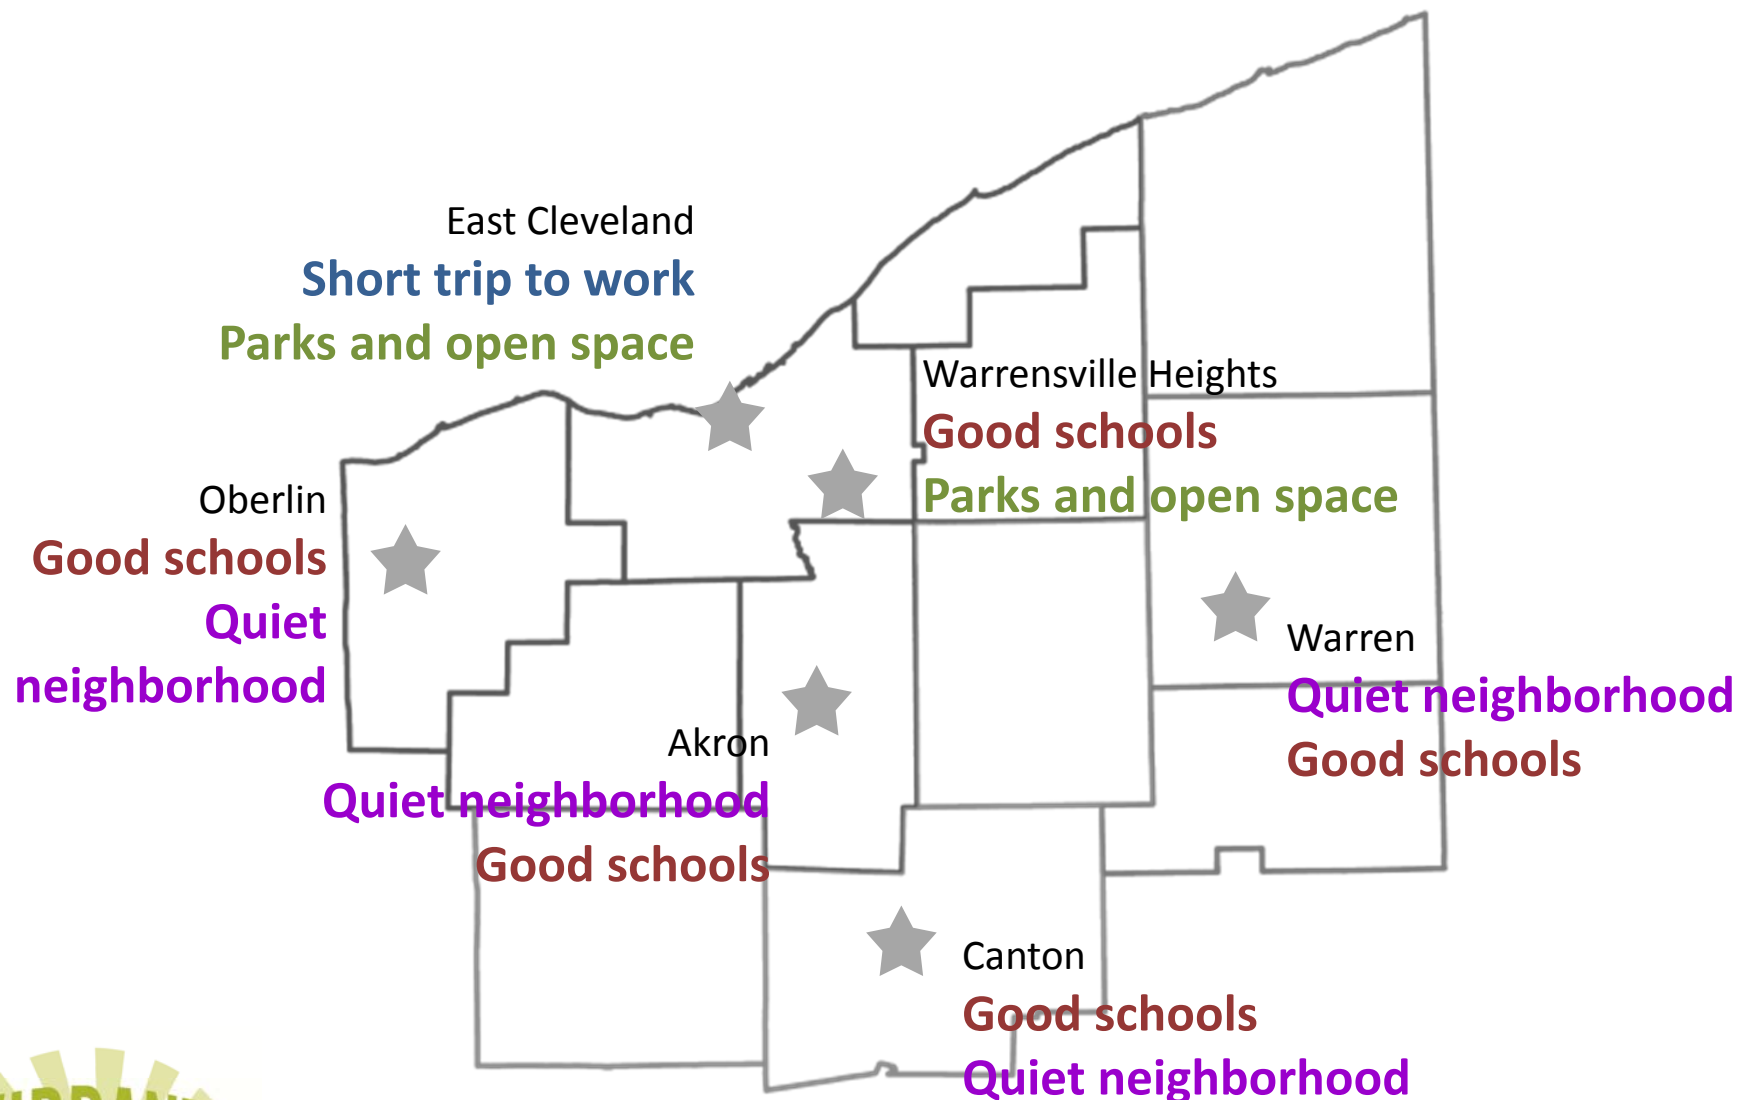 East Cleveland
Short trip to work
Parks and open space
Warrensville Heights
Good schools
Parks and open space
Oberlin
Good schools
Quiet
neighborhood
Warren
Quiet neighborhood
Good schools
Akron
Quiet neighborhood
Good schools
Canton
Good schools
Quiet neighborhood